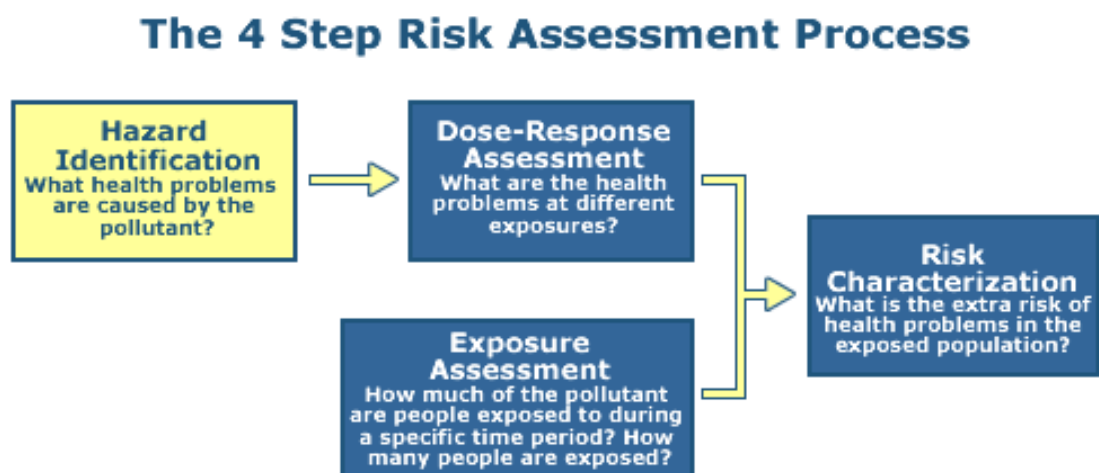 The 4 Step Risk Assessment Process
Hazard
Identification
What health problems
are caused by the
pollutant?
Dose-Response
Assessment
What are the health
problems at different
exposures?
Exposure
Assessment
How much of the pollutant
are people exposed to during
a specific time period? How
many people are exposed?
Risk
Characterization
What is the extra risk of
health problems in the
exposed population?